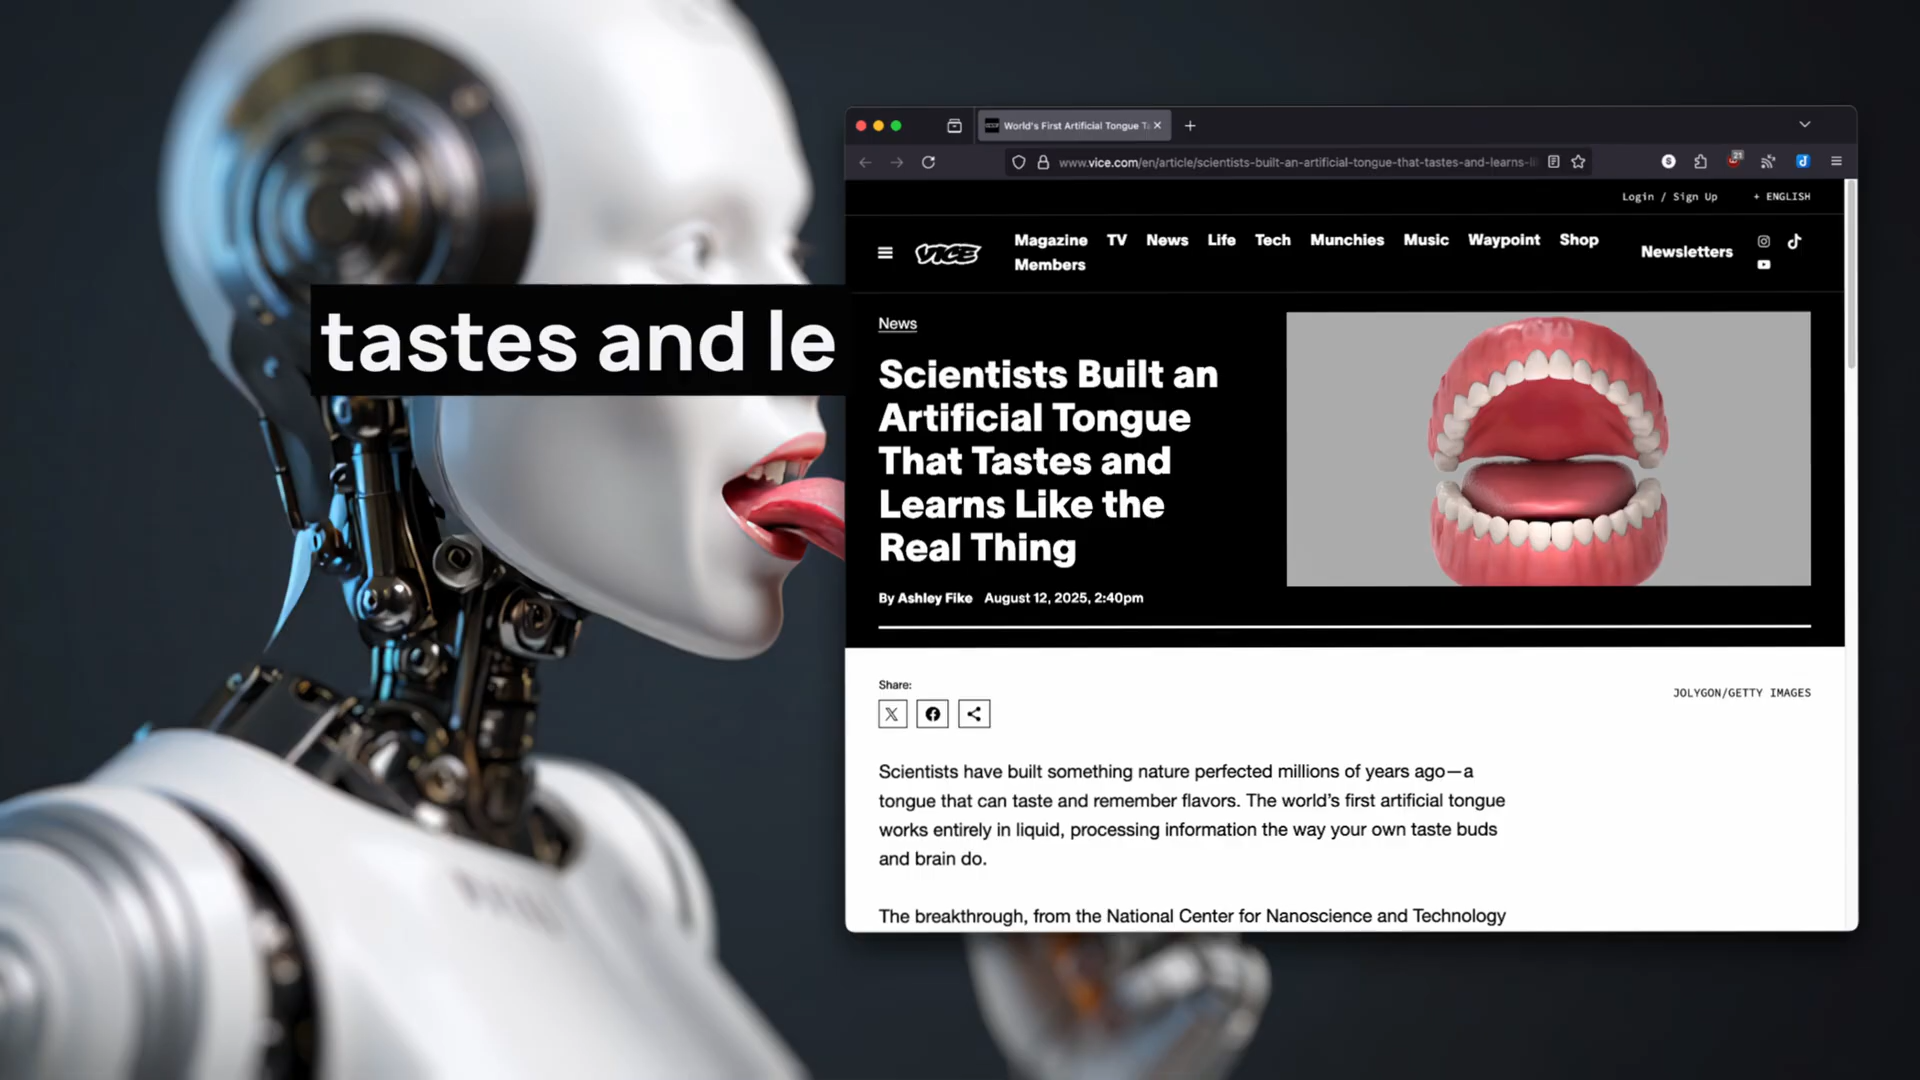 tastes and le
World's First Artificial Tongue T
www.vice.com/en/article/scientists-built-an-artificial-tongue-that-tastes-and-learns-li
21
Login / Sign Up + ENGLISH
VICE
Magazine TV News Life Tech Munchies Music Waypoint Shop
Members
Newsletters
News
Scientists Built an
Artificial Tongue
That Tastes and
Learns Like the
Real Thing
By Ashley Fike August 12, 2025, 2:40pm
Share:
JOLYGON/GETTY IMAGES
Scientists have built something nature perfected millions of years ago—a
tongue that can taste and remember flavors. The world’s first artificial tongue
works entirely in liquid, processing information the way your own taste buds
and brain do.
The breakthrough, from the National Center for Nanoscience and Technology